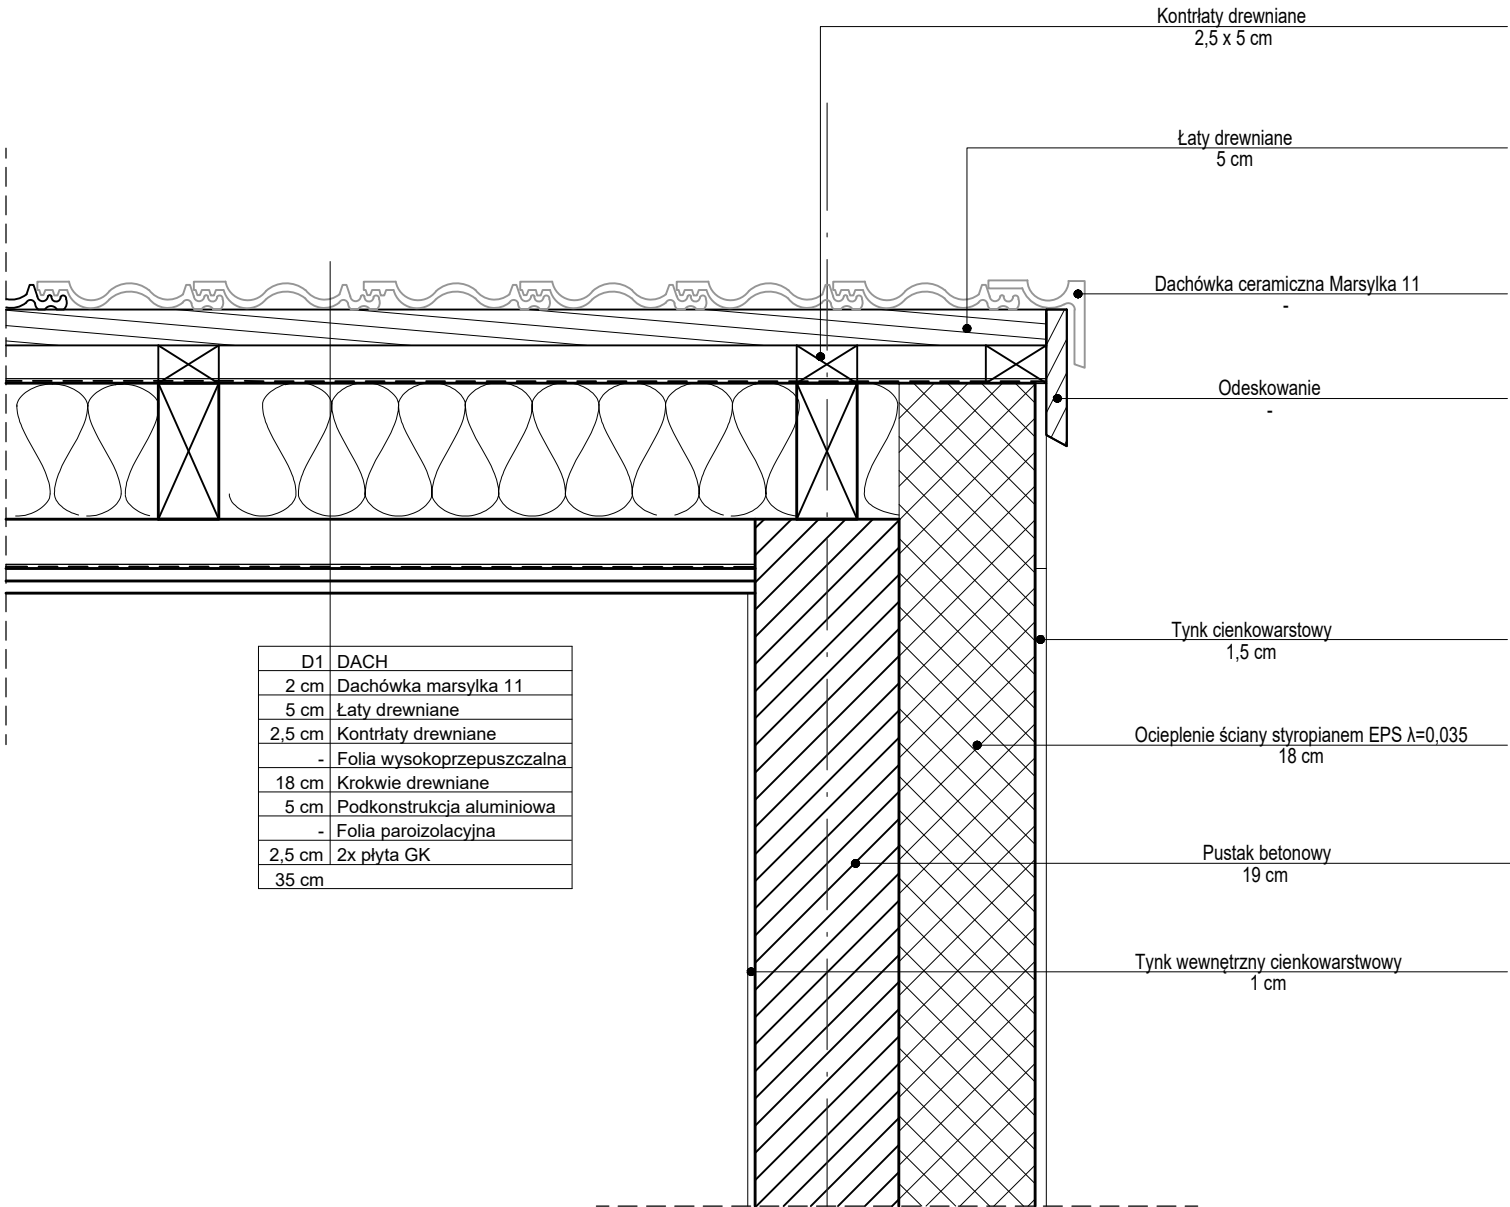 Kontrłaty drewniane
2,5 x 5 cm
Łaty drewniane
5 cm
Dachówka ceramiczna Marsylka 11
-
Odeskowanie
-
Tynk cienkowarstowy
1,5 cm
Ocieplenie ściany styropianem EPS λ=0,035
18 cm
Pustak betonowy
19 cm
Tynk wewnętrzny cienkowarstwowy
1 cm
D1 DACH
2 cm Dachówka marsylka 11
5 cm Łaty drewniane
2,5 cm Kontrłaty drewniane
- Folia wysokoprzepuszczalna
18 cm Krokwie drewniane
5 cm Podkonstrukcja aluminiowa
- Folia paroizolacyjna
2,5 cm 2x płyta GK
35 cm